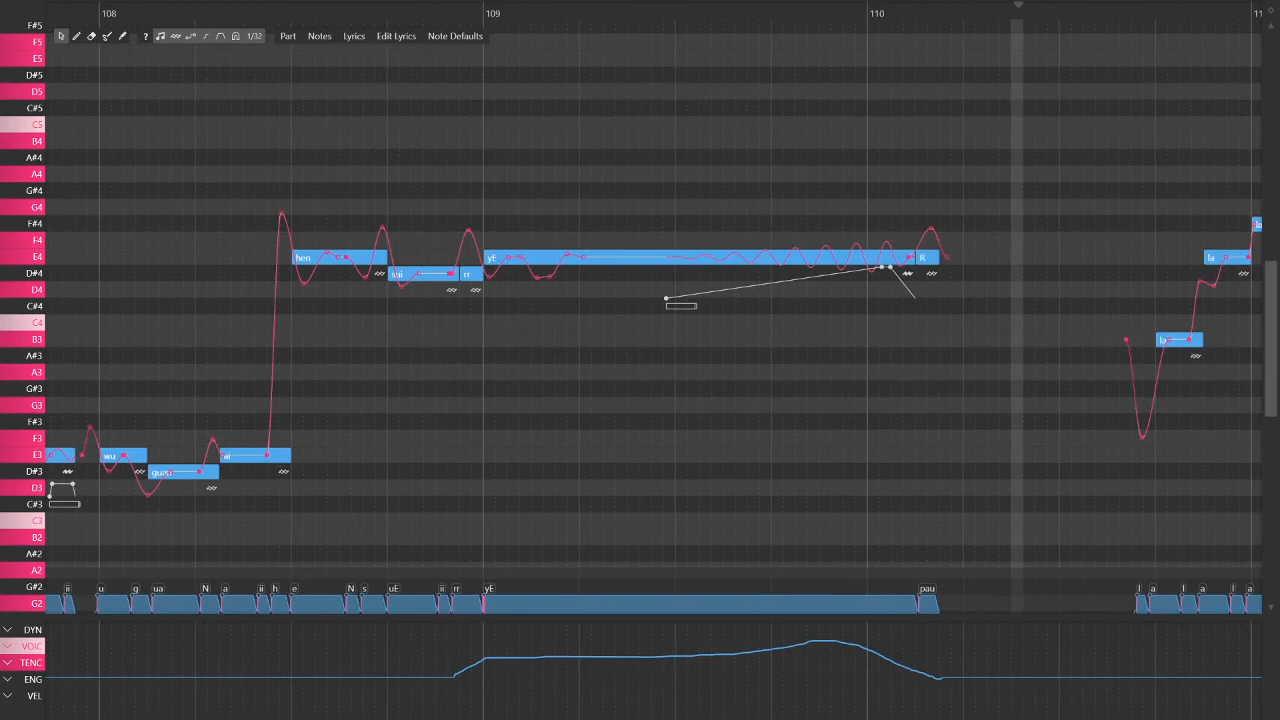 108 109 110 11
F#5
? 1/32 Part Notes Lyrics Edit Lyrics Note Defaults
F5
E5
D#5
D5
C#5
C5
B4
A#4
A4
G#4
G4
F#4 la
F4
E4 hen yE R la
D#4 sui rr
D4
C#4
C4
B3 la
A#3
A3
G#3
G3
F#3
F3
E3 wu ai
D#3 guan
D3
C#3
C3
B2
A#2
A2
G#2 ii u g ua N a ii h e N s uE ii rr yE pau l a l a l a
G2
DYN
VOIC
TENC
ENG
VEL